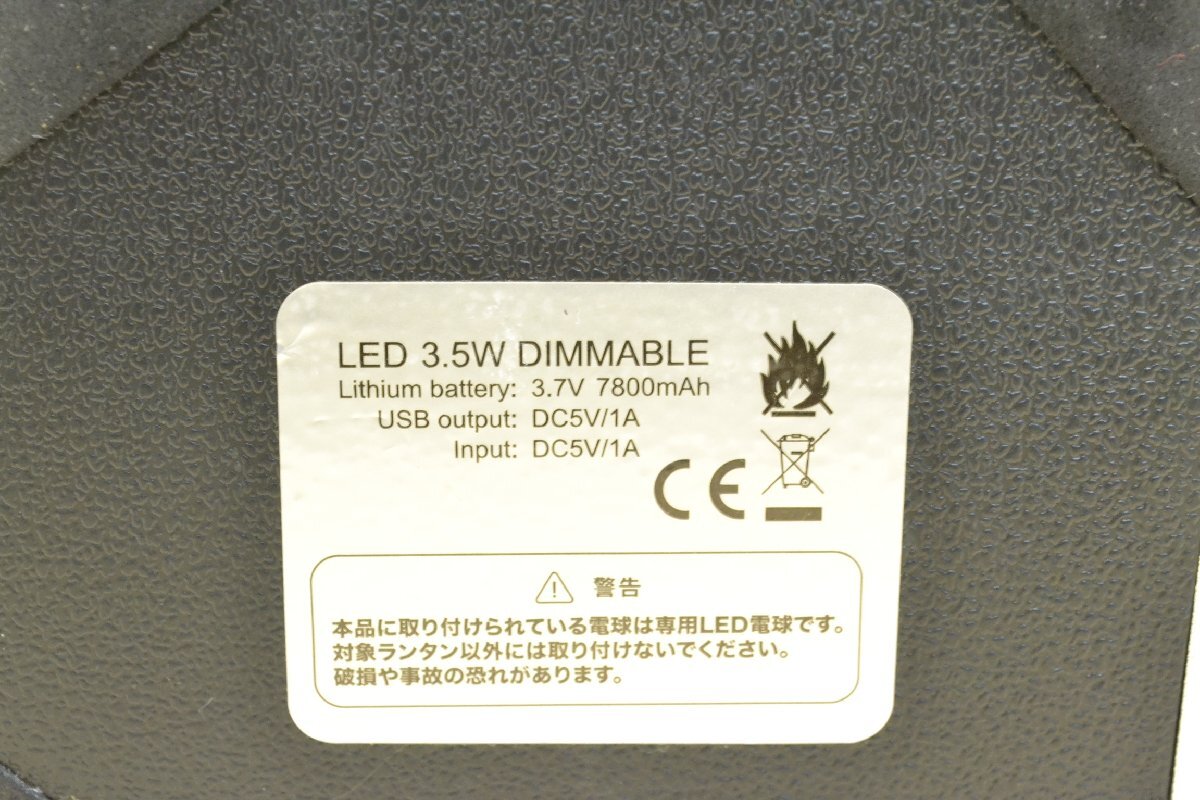 LED 3.5W DIMMABLE
Lithium battery: 3.7V 7800mAh
USB output: DC5V/1A
Input: DC5V/1A
CE
警告
本品に取り付けられている電球は専用LED電球です。
対象ランタン以外には取り付けないでください。
破損や事故の恐れがあります。